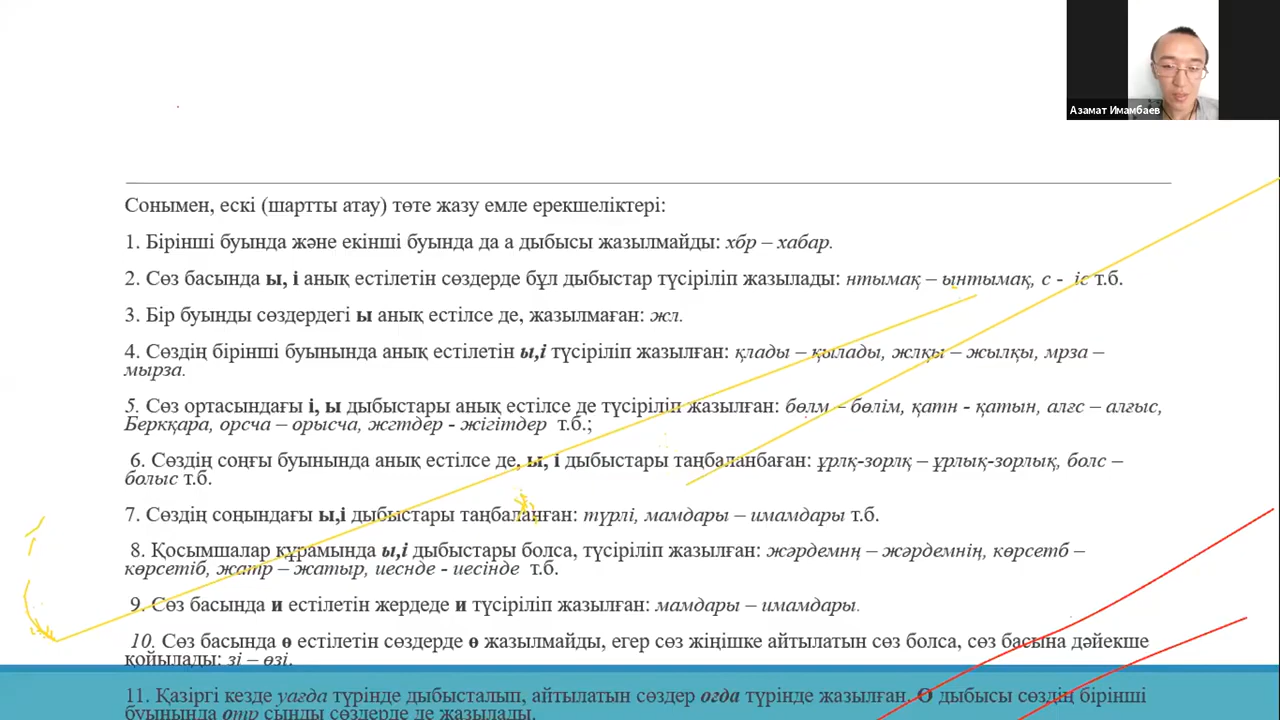 Азамат Имамбаев
Сонымен, ескі (шартты атау) төте жазу емле ерекшеліктері:
1. Бірінші буында және екінші буында да а дыбысы жазылмайды: хбр – хабар.
2. Сөз басында ы, і анық естілетін сөздерде бұл дыбыстар түсіріліп жазылады: нтымақ – ынтымақ, с - іс т.б.
3. Бір буынды сөздердегі ы анық естілсе де, жазылмаған: жл.
4. Сөздің бірінші буынында анық естілетін ы,і түсіріліп жазылған: қлады – қылады, жлқы – жылқы, мрза –
мырза.
5. Сөз ортасындағы і, ы дыбыстары анық естілсе де түсіріліп жазылған: бөлм – бөлім, қатн - қатын, алғс – алғыс,
Беркқара, орсча – орысча, жгтдер - жігітдер т.б.;
6. Сөздің соңғы буынында анық естілсе де, ы, і дыбыстары таңбаланбаған: ұрлқ-зорлқ – ұрлық-зорлық, болс –
болыс т.б.
7. Сөздің соңындағы ы,і дыбыстары таңбаланған: түрлі, мамдары – имамдары т.б.
8. Қосымшалар құрамында ы,і дыбыстары болса, түсіріліп жазылған: жәрдемнң – жәрдемнің, көрсетб –
көрсетіб, жатр – жатыр, иеснде - иесінде т.б.
9. Сөз басында и естілетін жердеде и түсіріліп жазылған: мамдары – имамдары.
10. Сөз басында ө естілетін сөздерде ө жазылмайды, егер сөз жіңішке айтылатын сөз болса, сөз басына дәйекше
қойылады: зі – өзі.
11. Қазіргі кезде уағда түрінде дыбысталып, айтылатын сөздер огда түрінде жазылған. О дыбысы сөздің бірінші
буынында отр сынды сөздерде де жазылады.